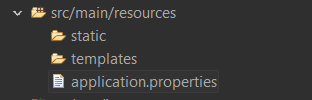 src/main/resources
static
templates
application.properties